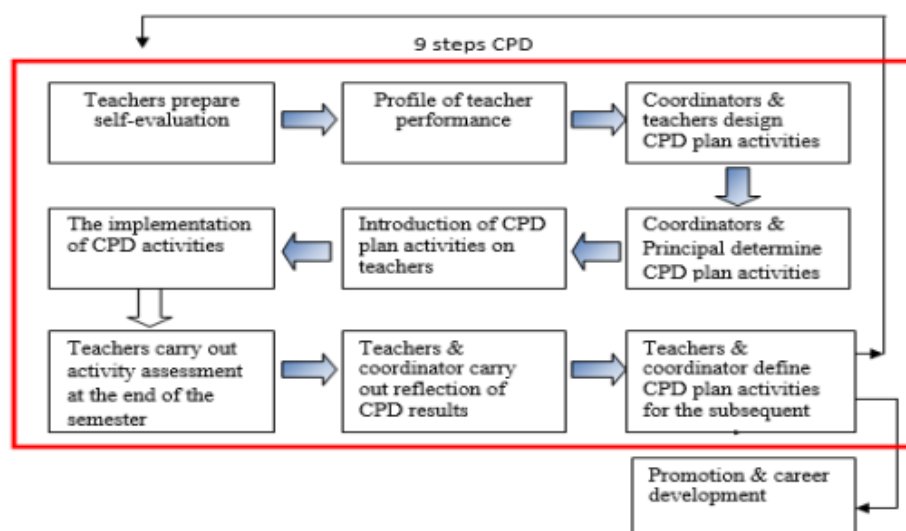 9 steps CPD
Teachers prepare
self-evaluation
Profile of teacher
performance
Coordinators &
teachers design
CPD plan activities
Coordinators &
Principal determine
CPD plan activities
Introduction of CPD
plan activities on
teachers
The implementation
of CPD activities
Teachers carry out
activity assessment
at the end of the
semester
Teachers &
coordinator carry
out reflection of
CPD results
Teachers &
coordinator define
CPD plan activities
for the subsequent
Promotion & career
development